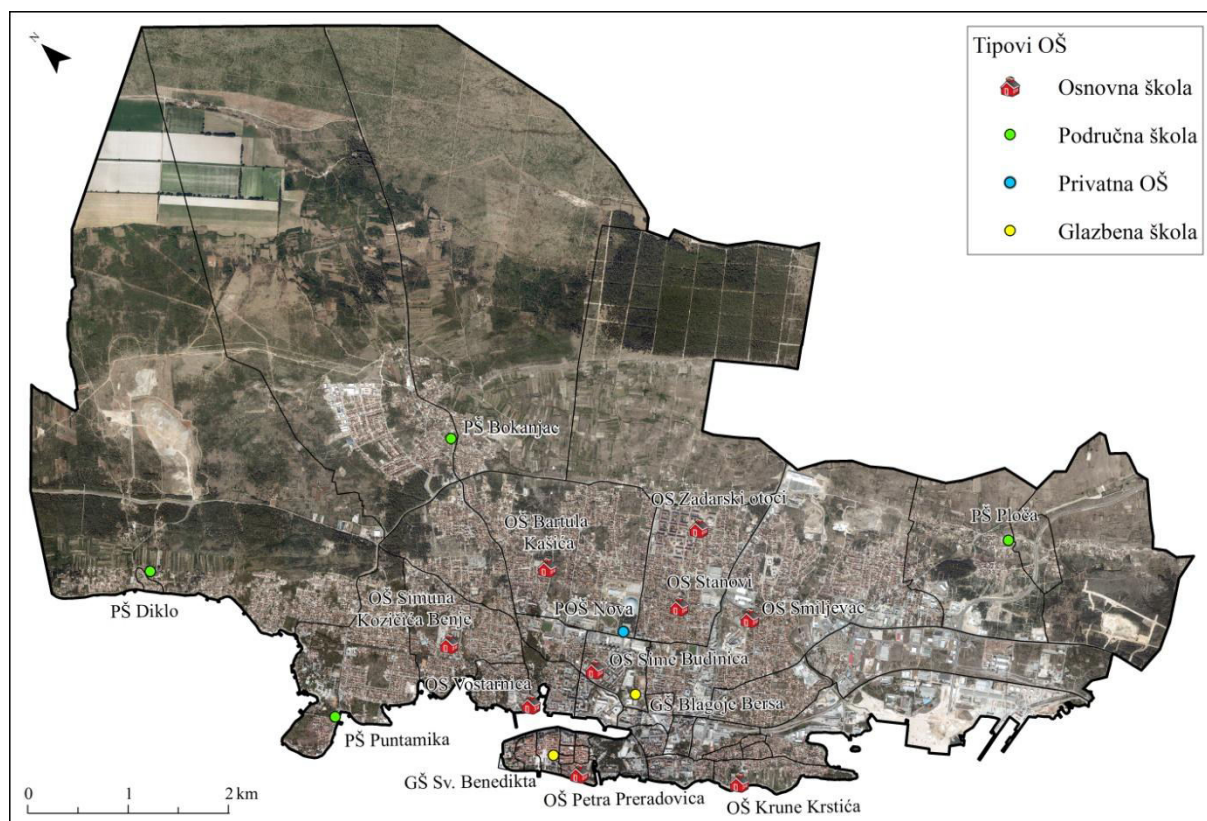 N
Tipovi OŠ
Osnovna škola
Područna škola
Privatna OŠ
Glazbena škola
PŠ Bokanjac
OŠ Zadarski otoci
PŠ Ploča
OŠ Bartula
Kašića
OŠ Stanovi
PŠ Diklo
OŠ Šimuna
Kožičića Benje
POŠ Nova
OŠ Smiljevac
OŠ Šime Budinića
OŠ Voštarnica
GŠ Blagoje Bersa
PŠ Puntamika
GŠ Sv. Benedikta
OŠ Petra Preradovica
OŠ Krune Krstića
0 1 2 km